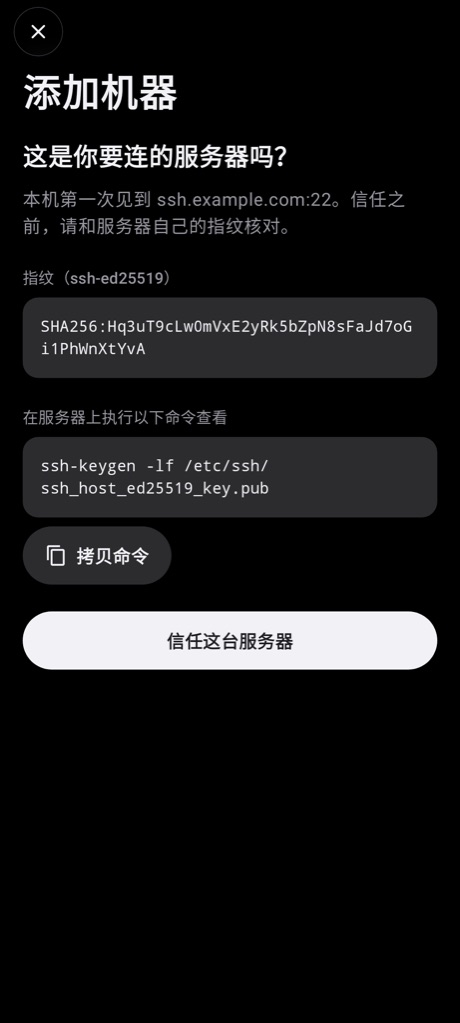 添加机器
这是你要连的服务器吗?
本机第一次见到 ssh.example.com:22。信任之
前，请和服务器自己的指纹核对。
指纹（ssh-ed25519）
SHA256:Hq3uT9cLwOmVxE2yRk5bZpN8sFaJd7oG
i1PhWnXtYvA
在服务器上执行以下命令查看
ssh-keygen -lf /etc/ssh/
ssh_host_ed25519_key.pub
拷贝命令
信任这台服务器